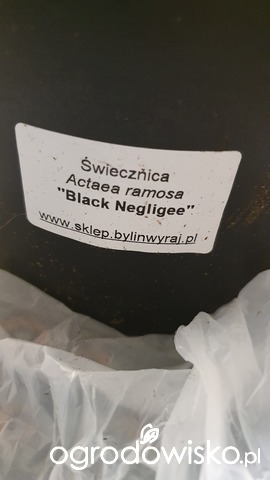 Świecznica
Actaea ramosa
"Black Negligee"
www.sklep.bylinwyraj.pl
ogrodowisko.pl